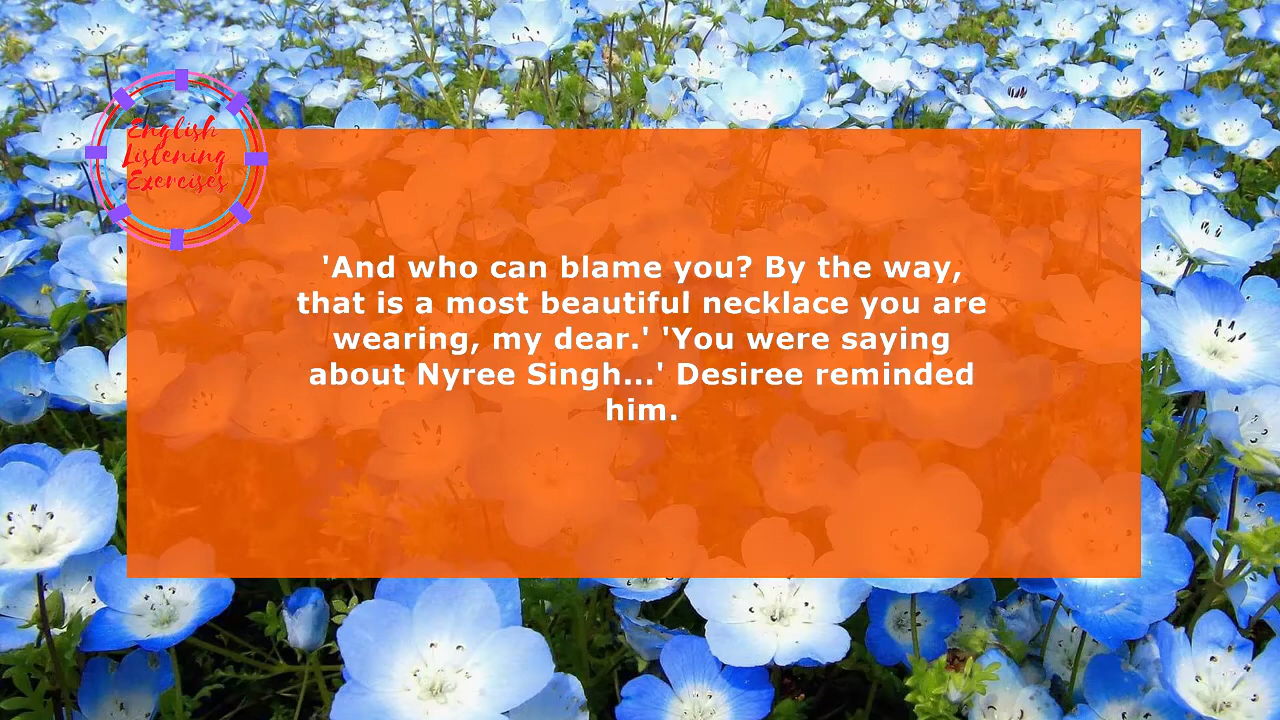 English
Listening
Exercises
'And who can blame you? By the way,
that is a most beautiful necklace you are
wearing, my dear.' 'You were saying
about Nyree Singh...' Desiree reminded
him.